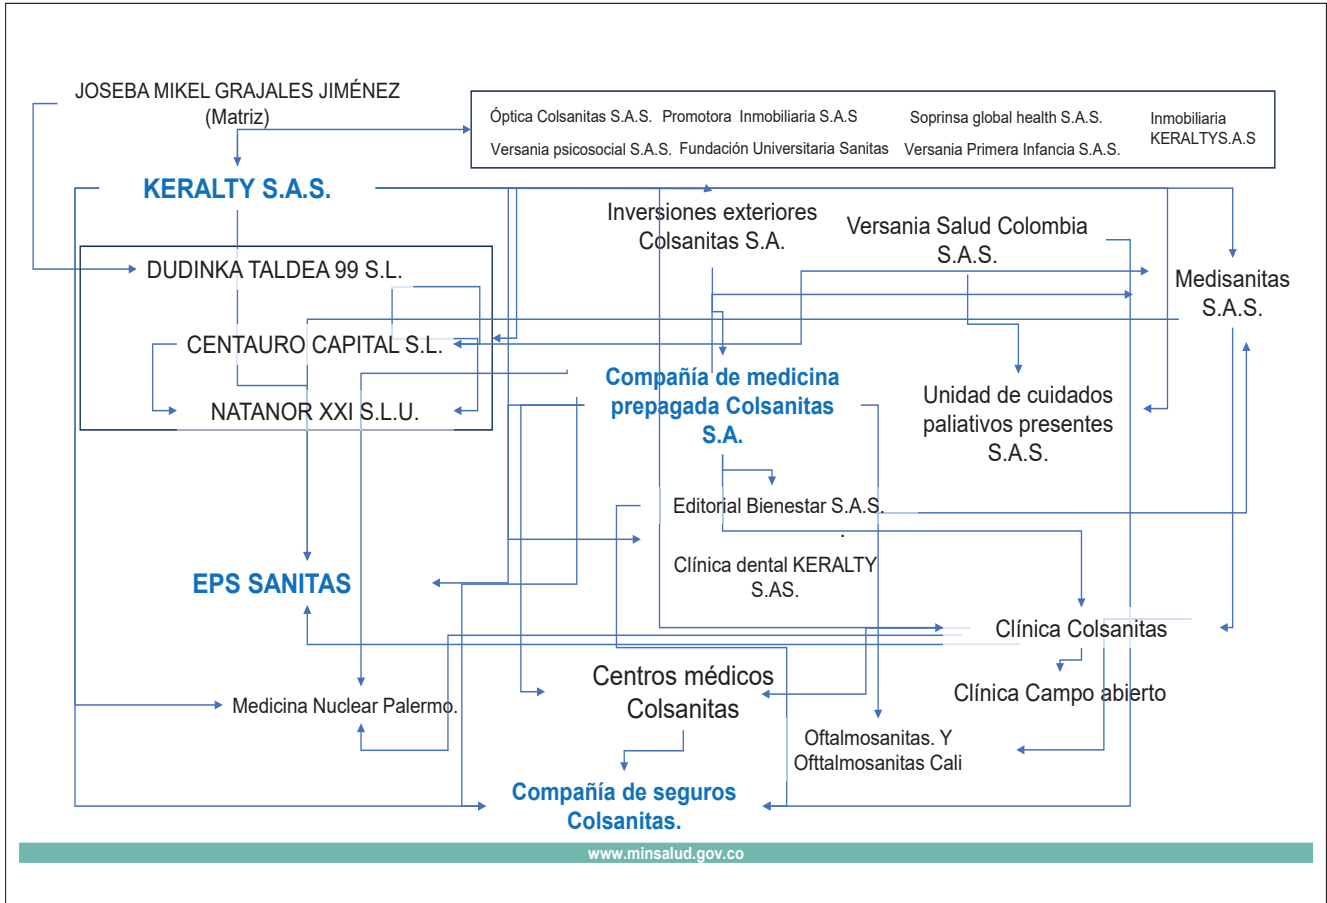 JOSEBA MIKEL GRAJALES JIMÉNEZ
(Matriz)
Óptica Colsanitas S.A.S. Promotora Inmobiliaria S.A.S
Soprinsa global health S.A.S.
Inmobiliaria
KERALTYS.A.S
Versania psicosocial S.A.S. Fundación Universitaria Sanitas
Versania Primera Infancia S.A.S.
KERALTY S.A.S.
Inversiones exteriores
Colsanitas S.A.
Versania Salud Colombia
S.A.S.
Medisanitas
S.A.S.
DUDINKA TALDEA 99 S.L.
CENTAURO CAPITAL S.L.
NATANOR XXI S.L.U.
Compañía de medicina
prepagada Colsanitas
S.A.
Unidad de cuidados
paliativos presentes
S.A.S.
Editorial Bienestar S.A.S.
.
Clínica dental KERALTY
S.AS.
EPS SANITAS
Clínica Colsanitas
Clínica Campo abierto
Centros médicos
Colsanitas
Medicina Nuclear Palermo.
Oftalmosanitas. Y
Ofttalmosanitas Cali
Compañía de seguros
Colsanitas.
www.minsalud.gov.co